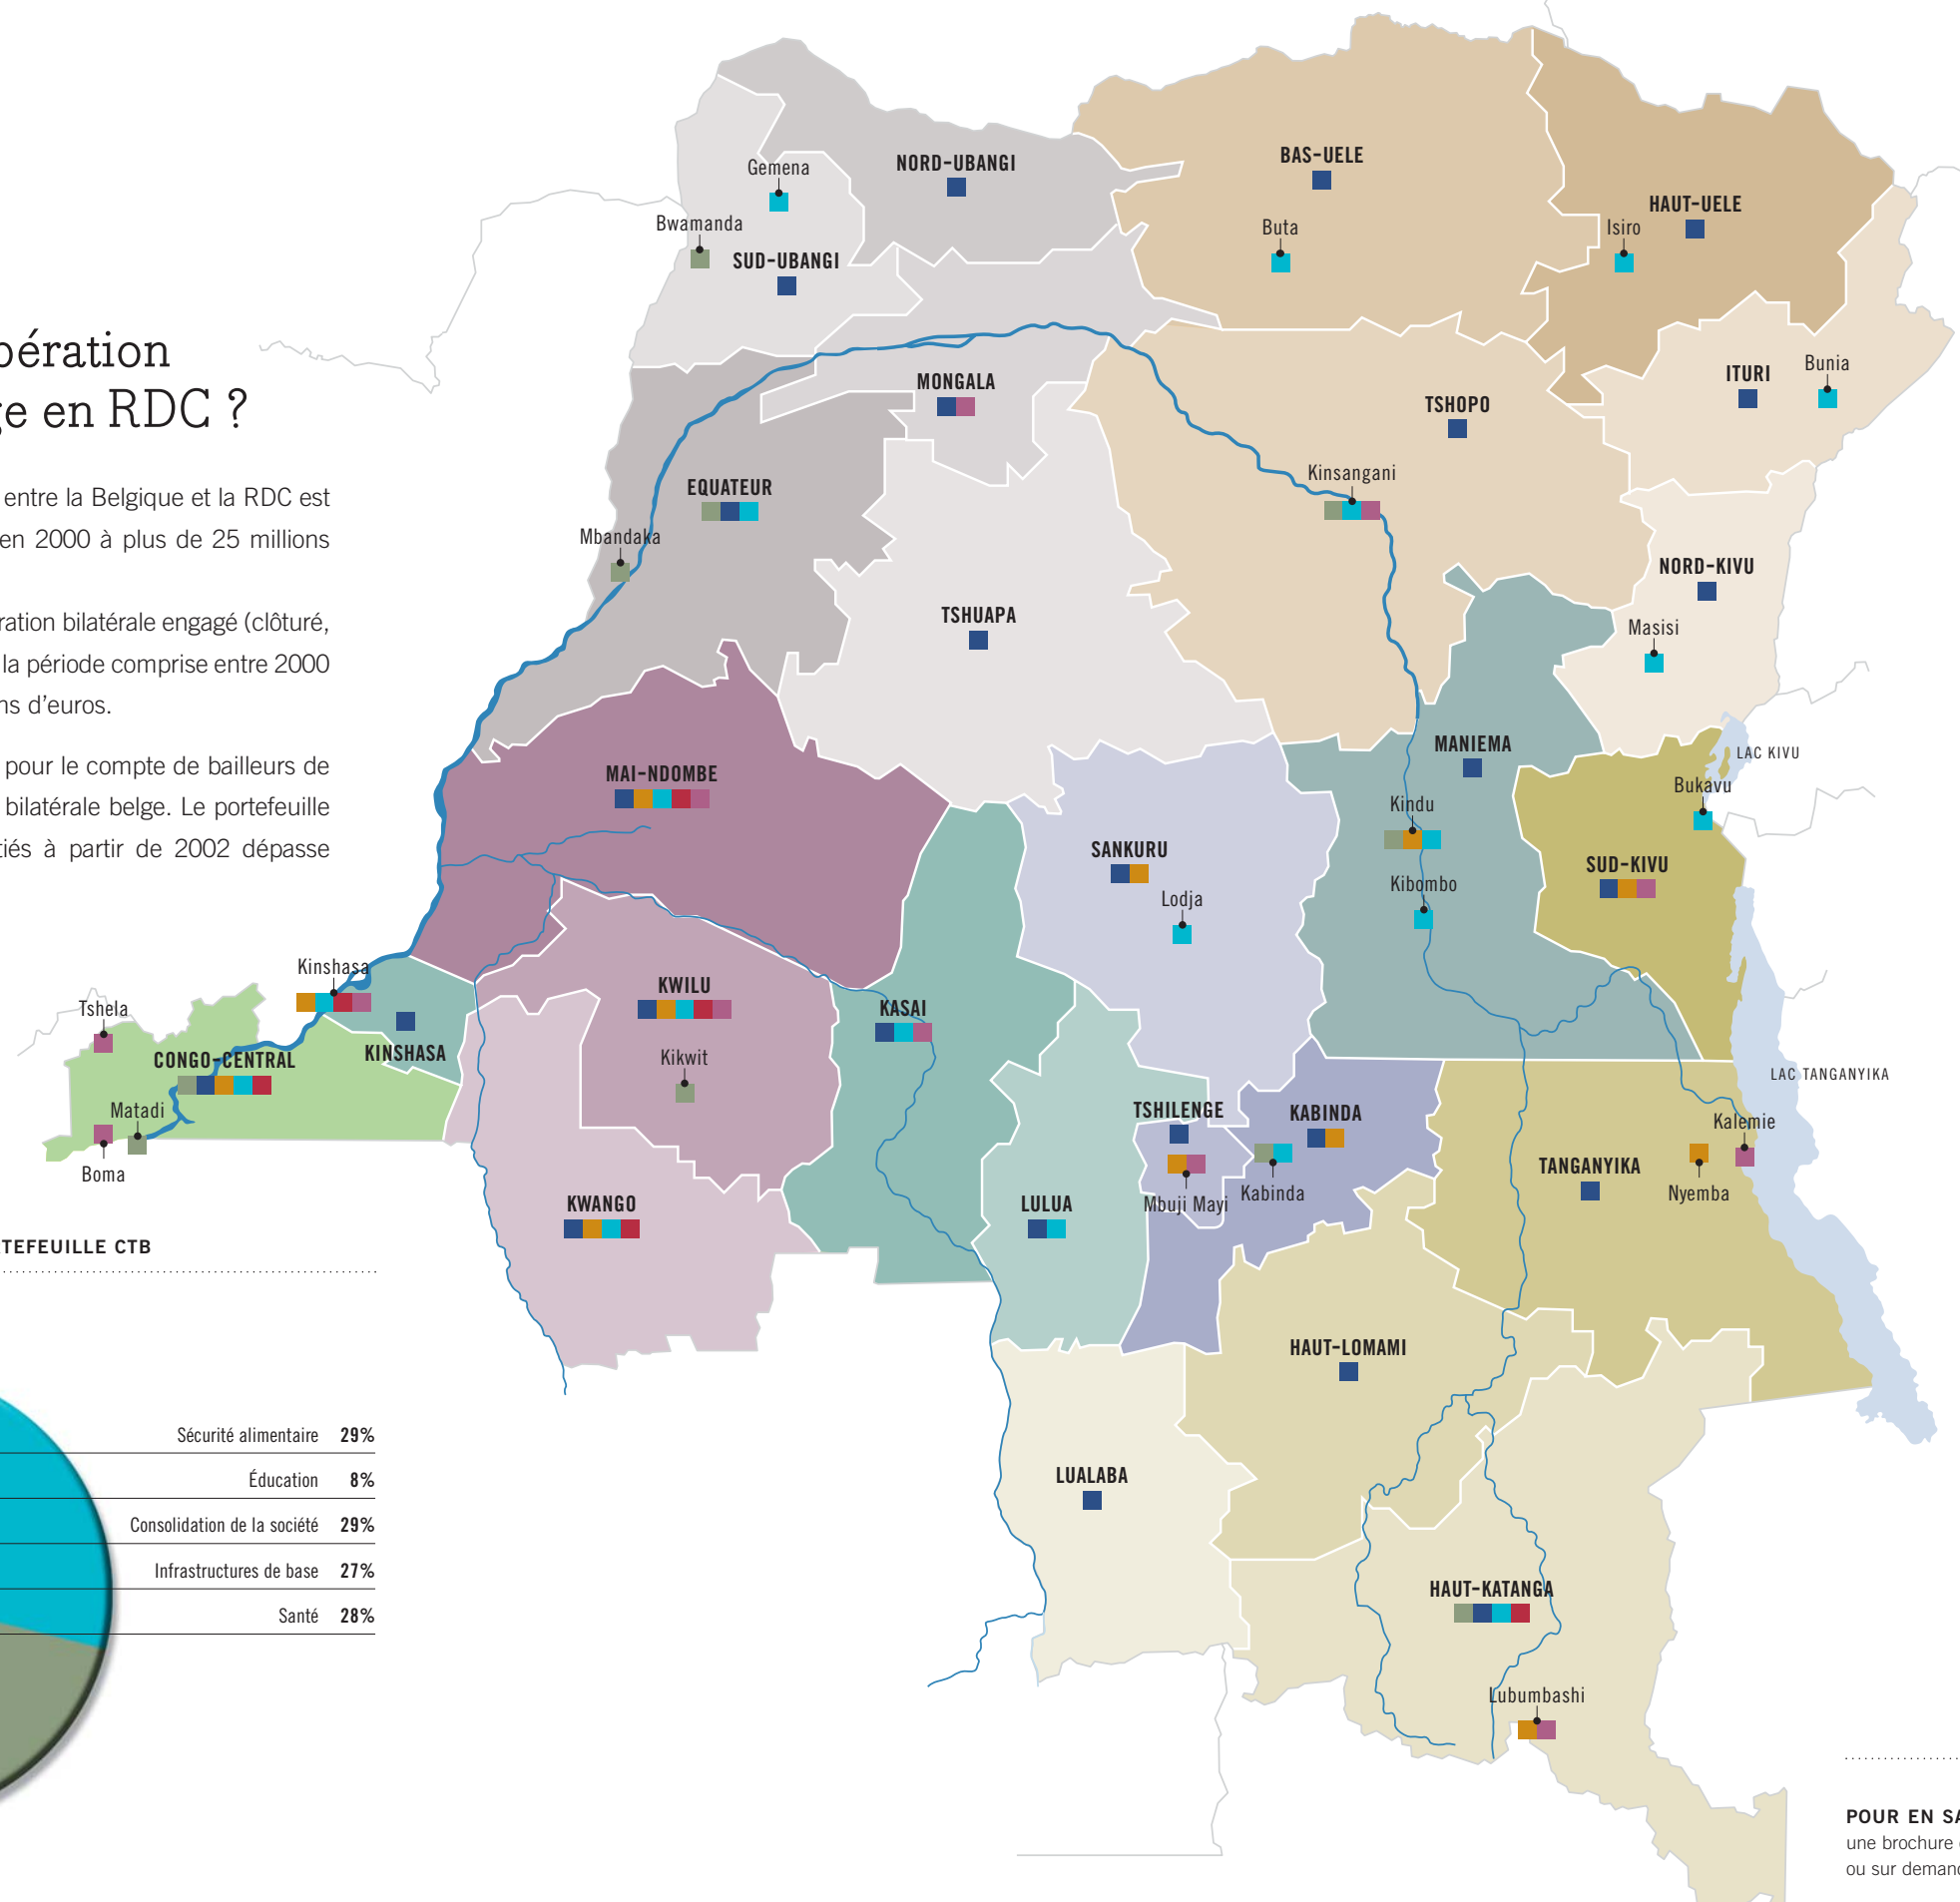 pération
ge en RDC ?
entre la Belgique et la RDC est
en 2000 à plus de 25 millions
ration bilatérale engagé (clôturé,
la période comprise entre 2000
ns d'euros.
pour le compte de bailleurs de
bilatérale belge. Le portefeuille
tiés à partir de 2002 dépasse
TEFEUILLE CTB
Sécurité alimentaire 29%
Éducation 8%
Consolidation de la société 29%
Infrastructures de base 27%
Santé 28%
Gemena
NORD-UBANGI
BAS-UELE
HAUT-UELE
Bwamanda
SUD-UBANGI
Buta
Isiro
MONGALA
TSHOPO
ITURI
Bunia
EQUATEUR
Kinsangani
Mbandaka
NORD-KIVU
TSHUAPA
Masisi
MAI-NDOMBE
MANIEMA
LAC KIVU
Bukavu
Kindu
SANKURU
SUD-KIVU
Kibombo
Lodja
Kinshasa
Tshela
KWILU
KASAI
CONGO-CENTRAL
KINSHASA
Kikwit
LAC TANGANYIKA
Matadi
TSHILENGE
KABINDA
Kalemie
Boma
TANGANYIKA
Nyemba
KWANGO
LULUA
Mbuji Mayi
Kabinda
HAUT-LOMAMI
LUALABA
HAUT-KATANGA
Lubumbashi
POUR EN SA
une brochure
ou sur deman